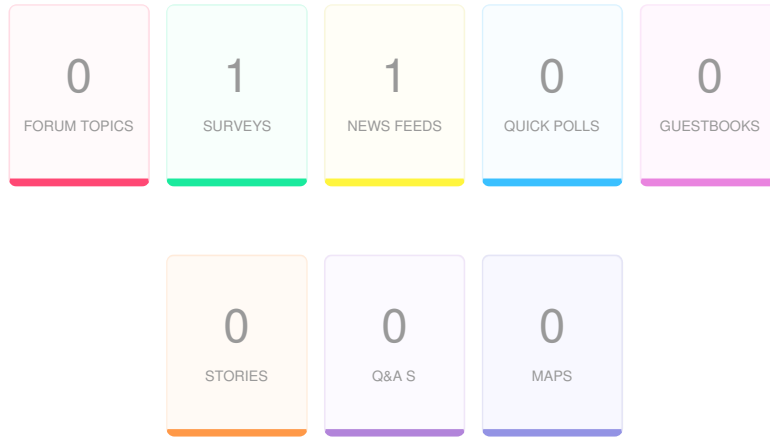 0 1 1 0 0
FORUM TOPICS SURVEYS NEWS FEEDS QUICK POLLS GUESTBOOKS
0 0 0
STORIES Q&A S MAPS